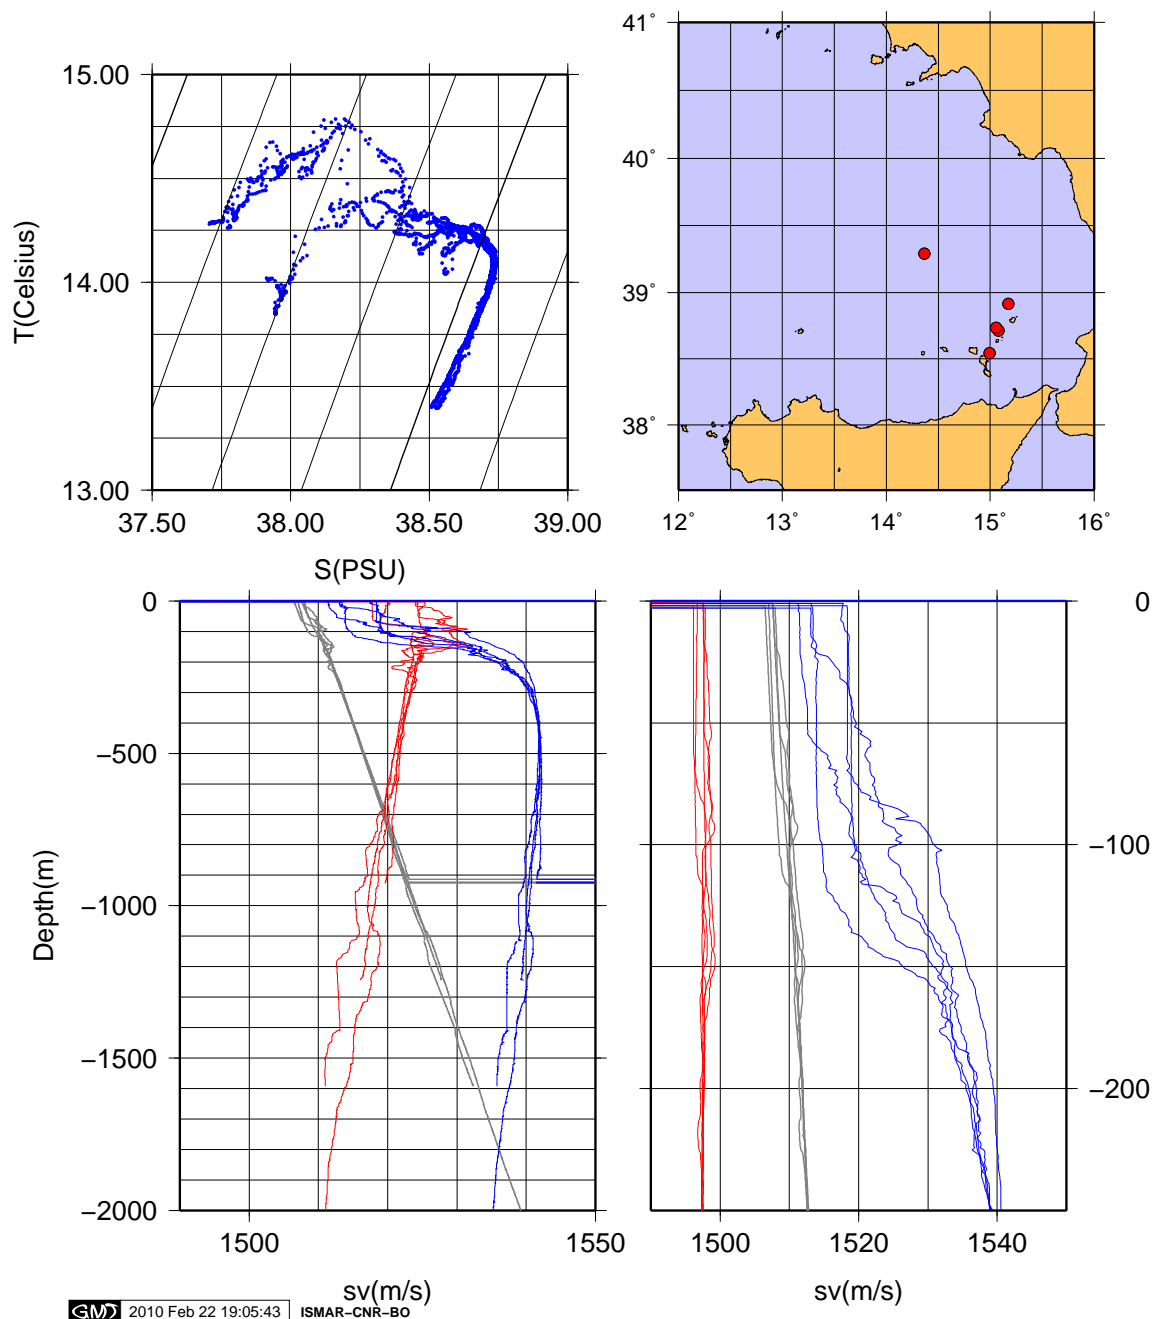 15.00
14.00
13.00
T(Celsius)
37.50 38.00 38.50 39.00
S(PSU)
41°
40°
39°
38°
12° 13° 14° 15° 16°
0
−500
−1000
−1500
−2000
Depth(m)
1500 1550
sv(m/s)
0
−100
−200
1500 1520 1540
sv(m/s)
GMT 2010 Feb 22 19:05:43 ISMAR−CNR−BO